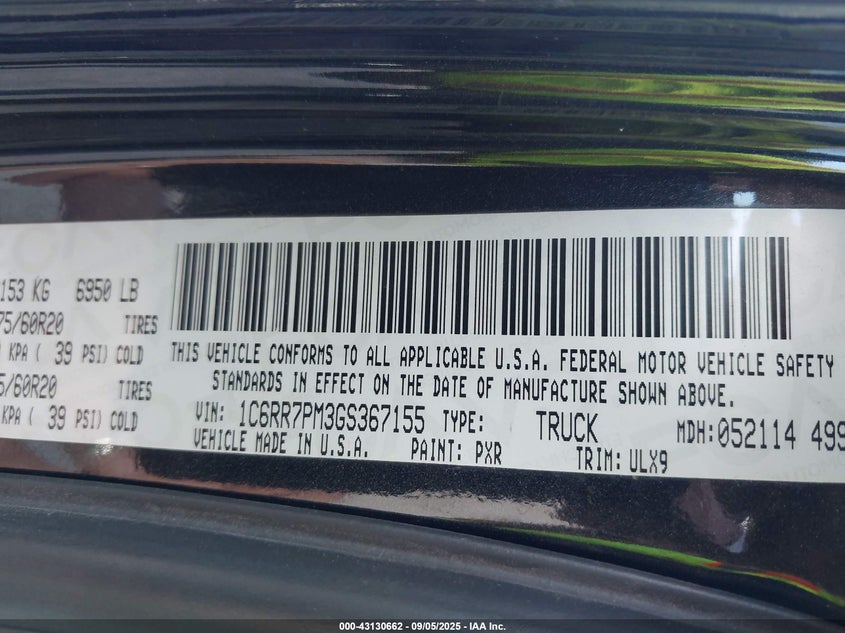 153 KG 6950 LB
75/60R20 TIRES
KPA ( 39 PSI) COLD
5/60R20 TIRES
KPA ( 39 PSI) COLD
THIS VEHICLE CONFORMS TO ALL APPLICABLE U.S.A. FEDERAL MOTOR VEHICLE SAFETY
STANDARDS IN EFFECT ON THE DATE OF MANUFACTURE SHOWN ABOVE.
VIN: 1C6RR7PM3GS367155 TYPE: TRUCK MDH:052114 499
VEHICLE MADE IN U.S.A. PAINT: PXR TRIM: ULX9
000-43130662 - 09/05/2025 - IAA Inc.